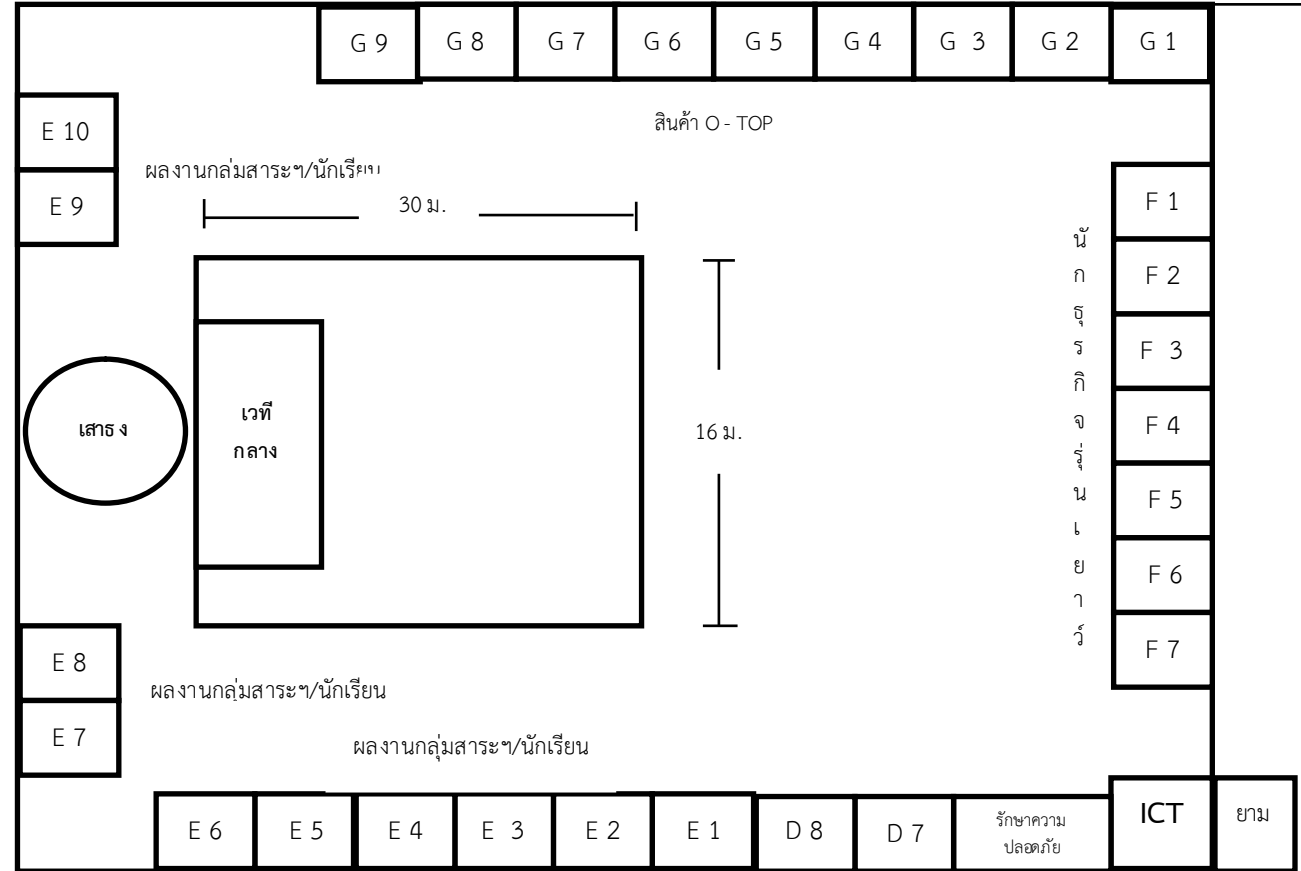 G 9 G 8 G 7 G 6 G 5 G 4 G 3 G 2 G 1
สินค้า O - TOP
E 10
ผลงานกลุ่มสาระฯ/นักเรียน
E 9
30 ม.
F 1
F 2
F 3
F 4
F 5
F 6
F 7
นักธุรกิจรุ่นเยาว์
เสาธง
เวที
กลาง
16 ม.
E 8
ผลงานกลุ่มสาระฯ/นักเรียน
E 7
ผลงานกลุ่มสาระฯ/นักเรียน
E 6 E 5 E 4 E 3 E 2 E 1 D 8 D 7
รักษาความ
ปลอดภัย
ICT
ยาม